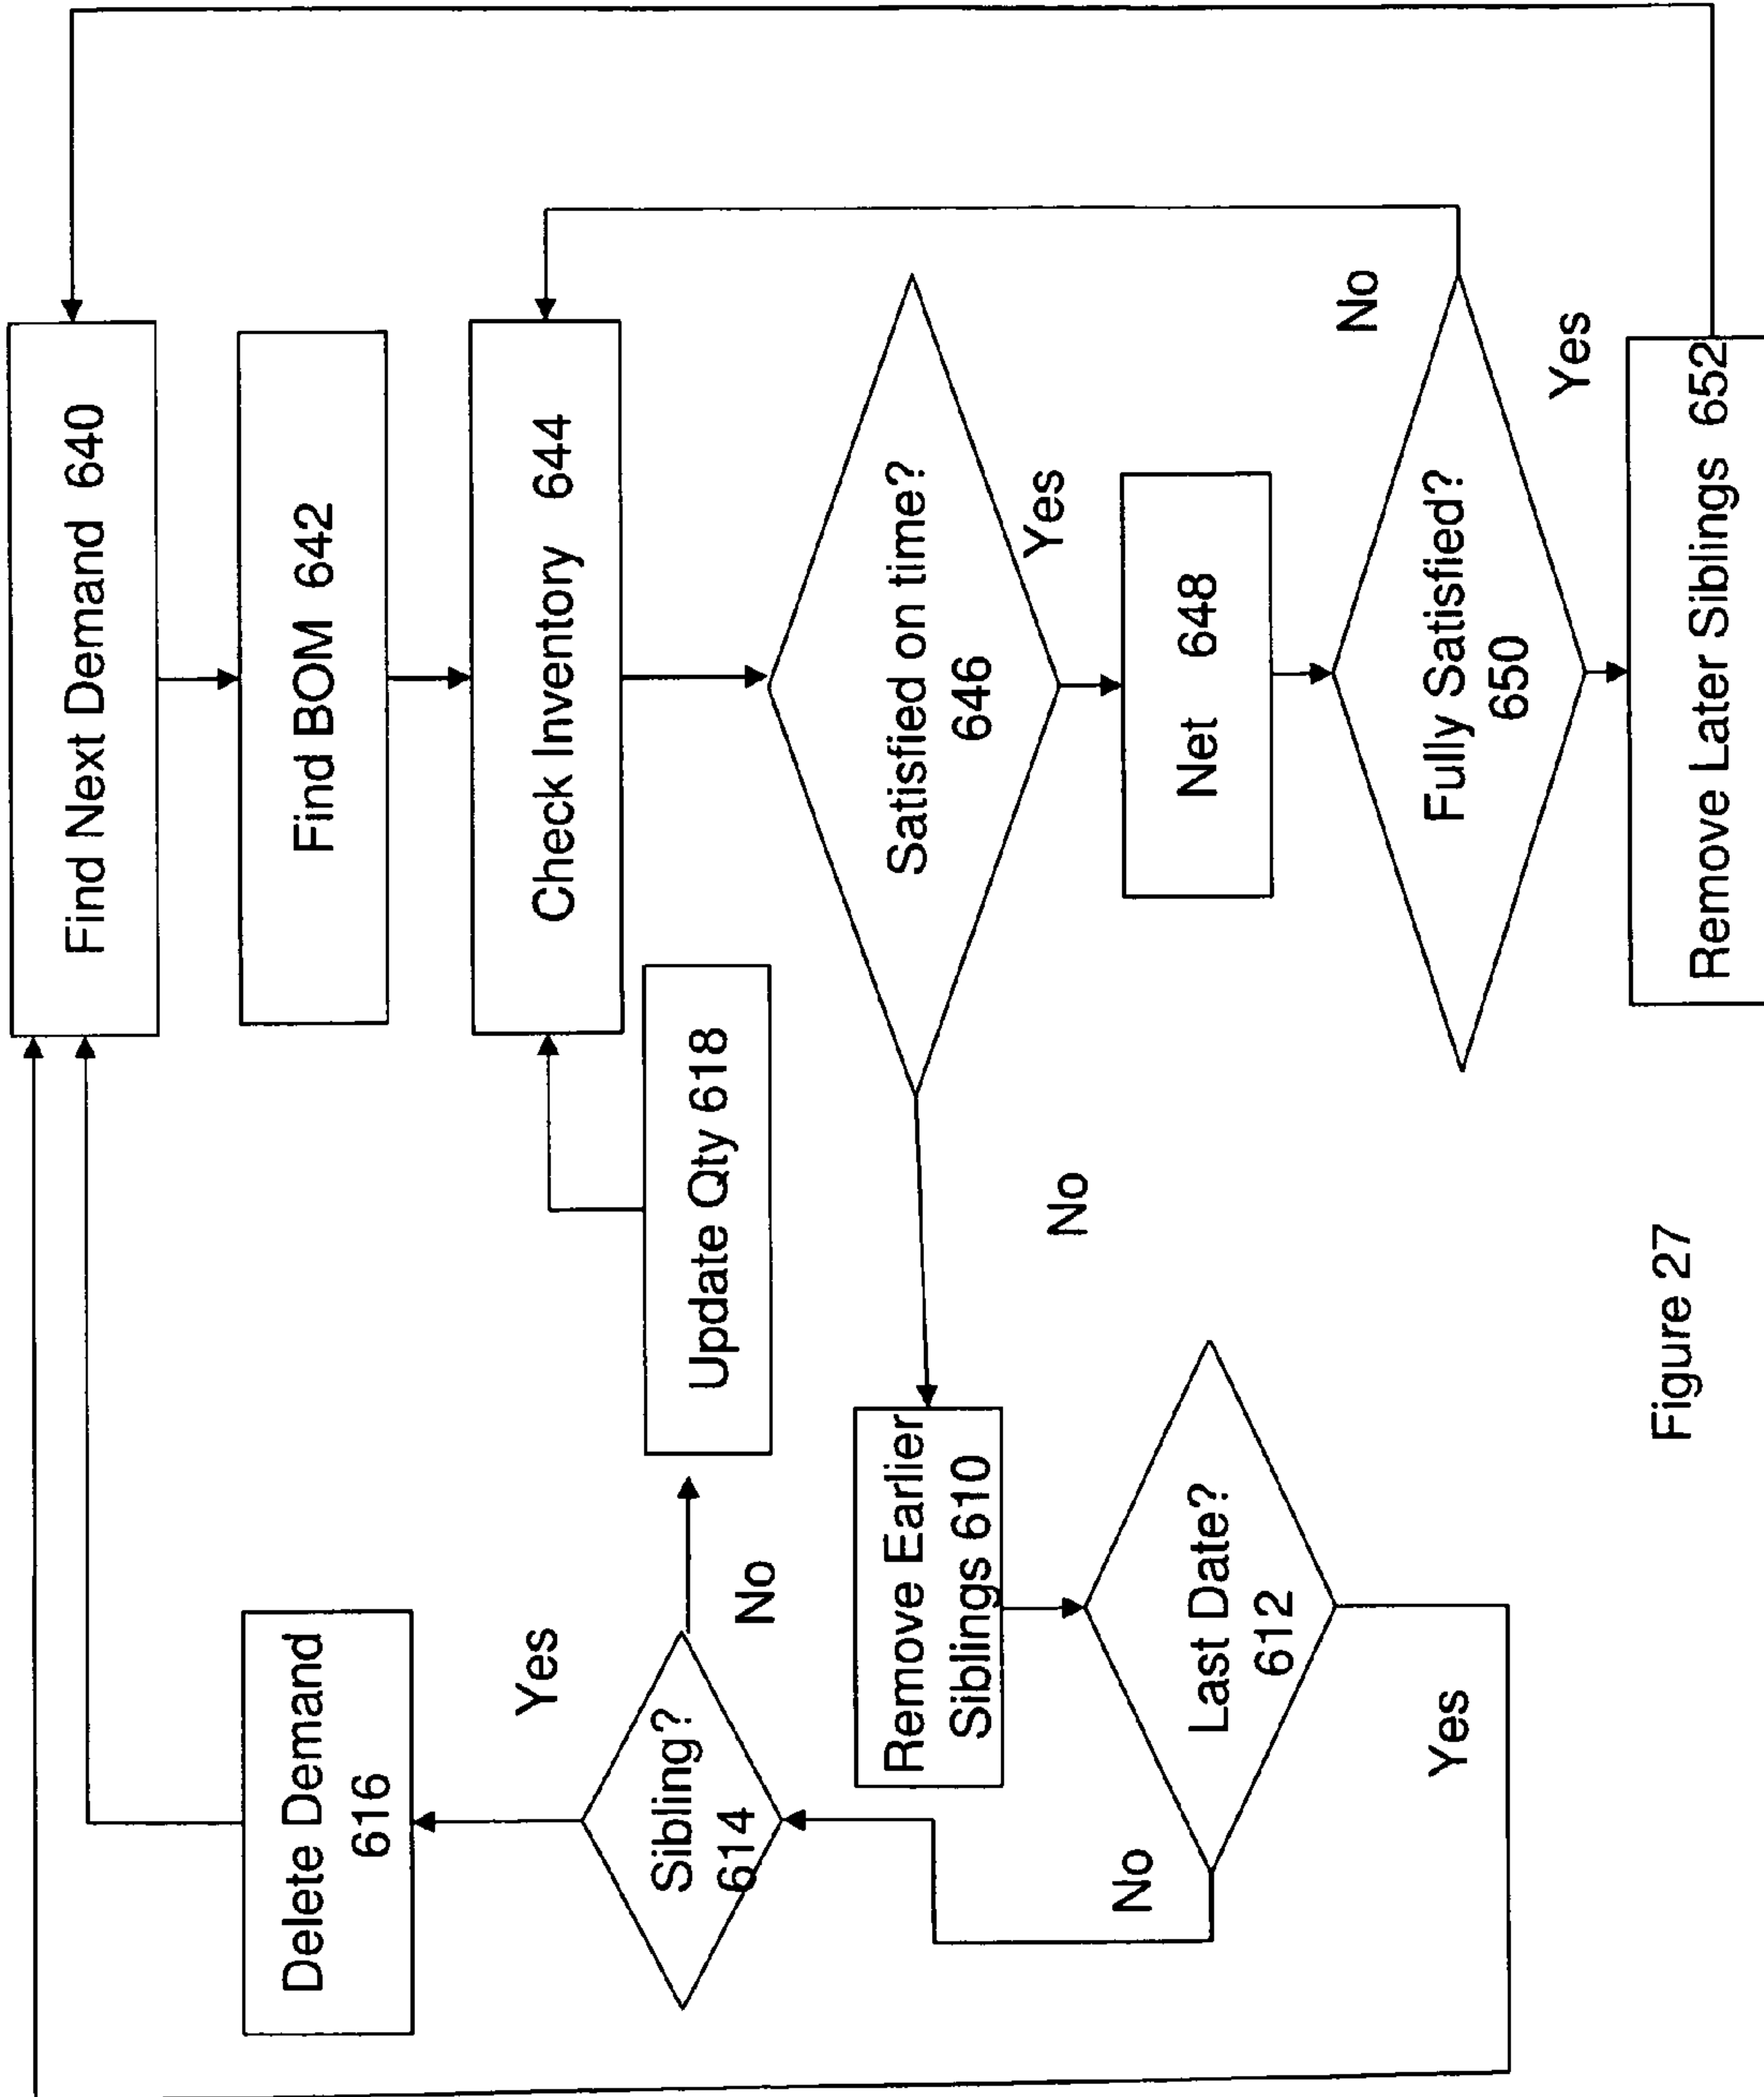 Find Next Demand 640
Find BOM 642
Check Inventory 644
Satisfied on time?
646
Yes
No
Net 648
Fully Satisfied?
650
No
Yes
Remove Later Siblings 652
Remove Earlier
Siblings 610
Last Date?
612
No
Yes
Sibling?
614
Yes
No
Delete Demand
616
Update Qty 618
Figure 27